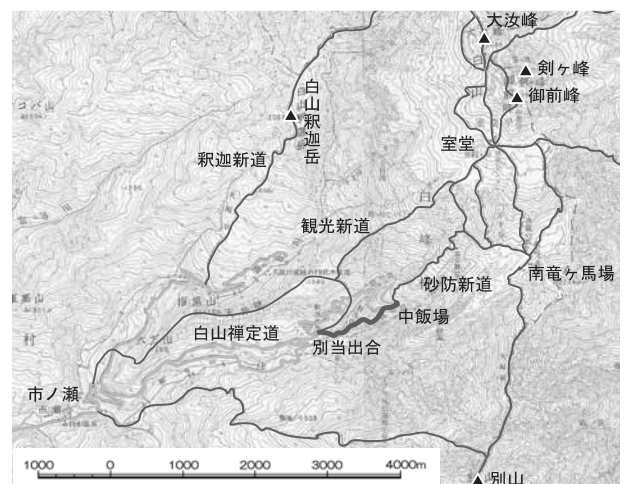 大汝峰
剣ヶ峰
御前峰
白山釈迦岳
室堂
釈迦新道
観光新道
南竜ヶ馬場
砂防新道
中飯場
白山禅定道
別当出合
市ノ瀬
別山
1000 0 1000 2000 3000 4000m